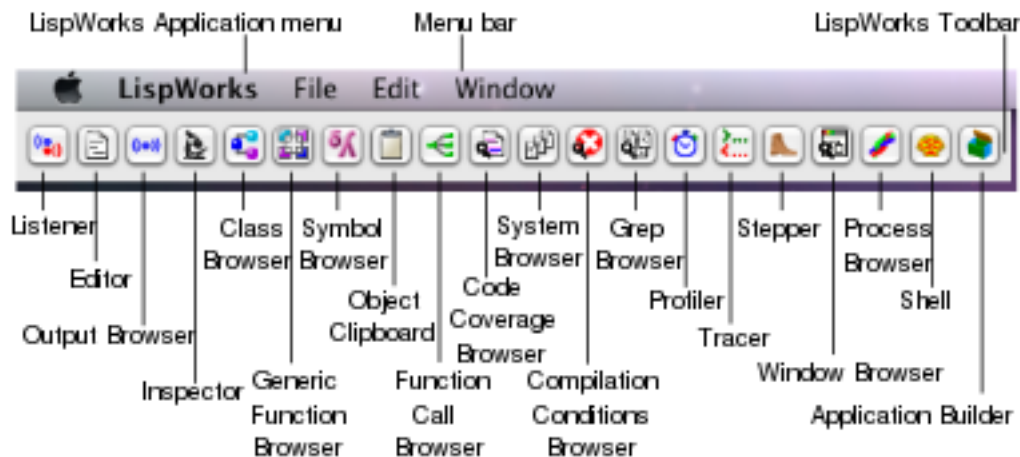 LispWorks Application menu
Menu bar
LispWorks Toolbar
LispWorks File Edit Window
Listener
Editor
Output Browser
Inspector
Class
Browser
Generic
Function
Browser
Symbol
Browser
Object
Clipboard
Function
Call
Browser
Code
Coverage
Browser
System
Browser
Compilation
Conditions
Browser
Grep
Browser
Profiler
Tracer
Stepper
Window Browser
Process
Browser
Shell
Application Builder